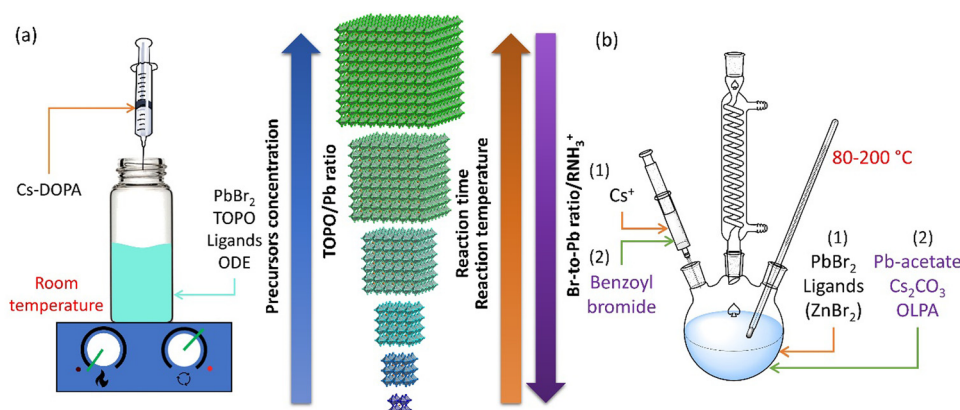 (a)
Cs-DOPA
PbBr₂
TOPO
Ligands
ODE
Room
temperature
Precursors concentration
TOPO/Pb ratio
Reaction time
Reaction temperature
Br-to-Pb ratio/RNH₃⁺
(b)
(1)
Cs⁺
(2)
Benzoyl
bromide
80-200 °C
(1)
PbBr₂
Ligands
(ZnBr₂)
(2)
Pb-acetate
Cs₂CO₃
OLPA